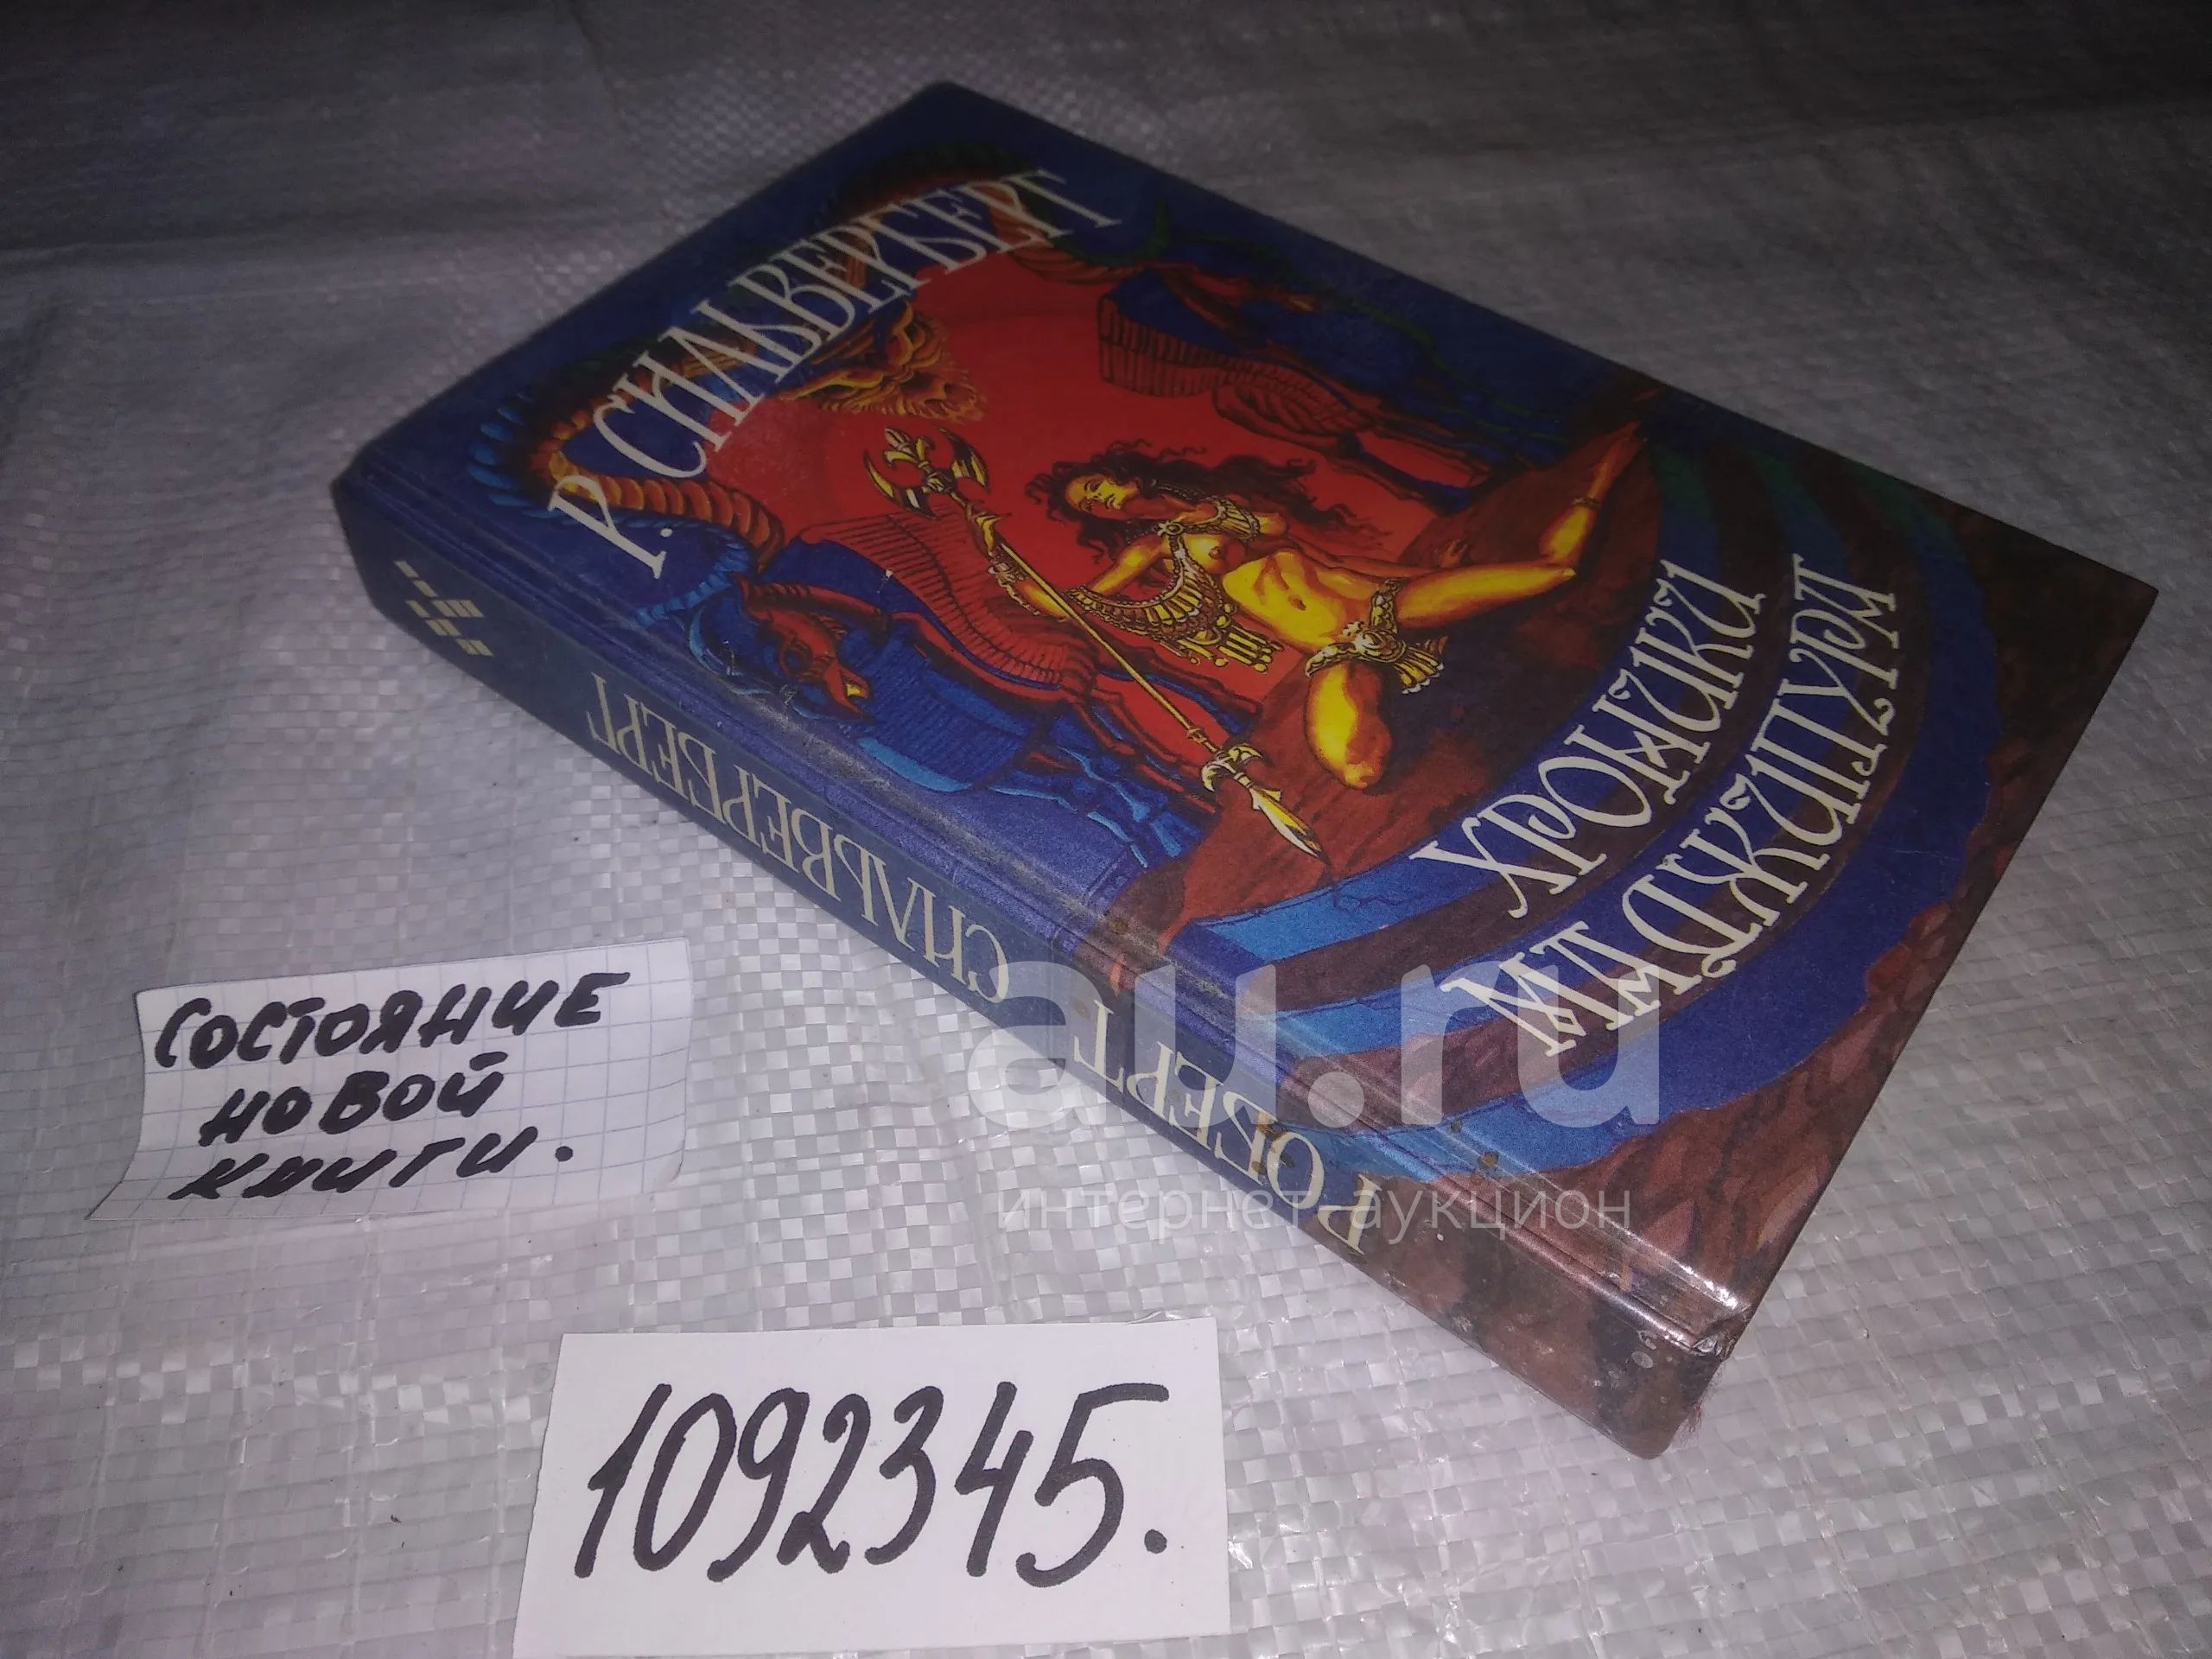 Р. СИЛЬВЕРБЕРГ
ХРОНИКИ
МАДЖИПУРА
РОБЕРТ СИЛЬВЕРБЕРГ
au.ru
интернет аукцион
СОСТОЯНИЕ
НОВОЙ
КНИГИ.
1092345.